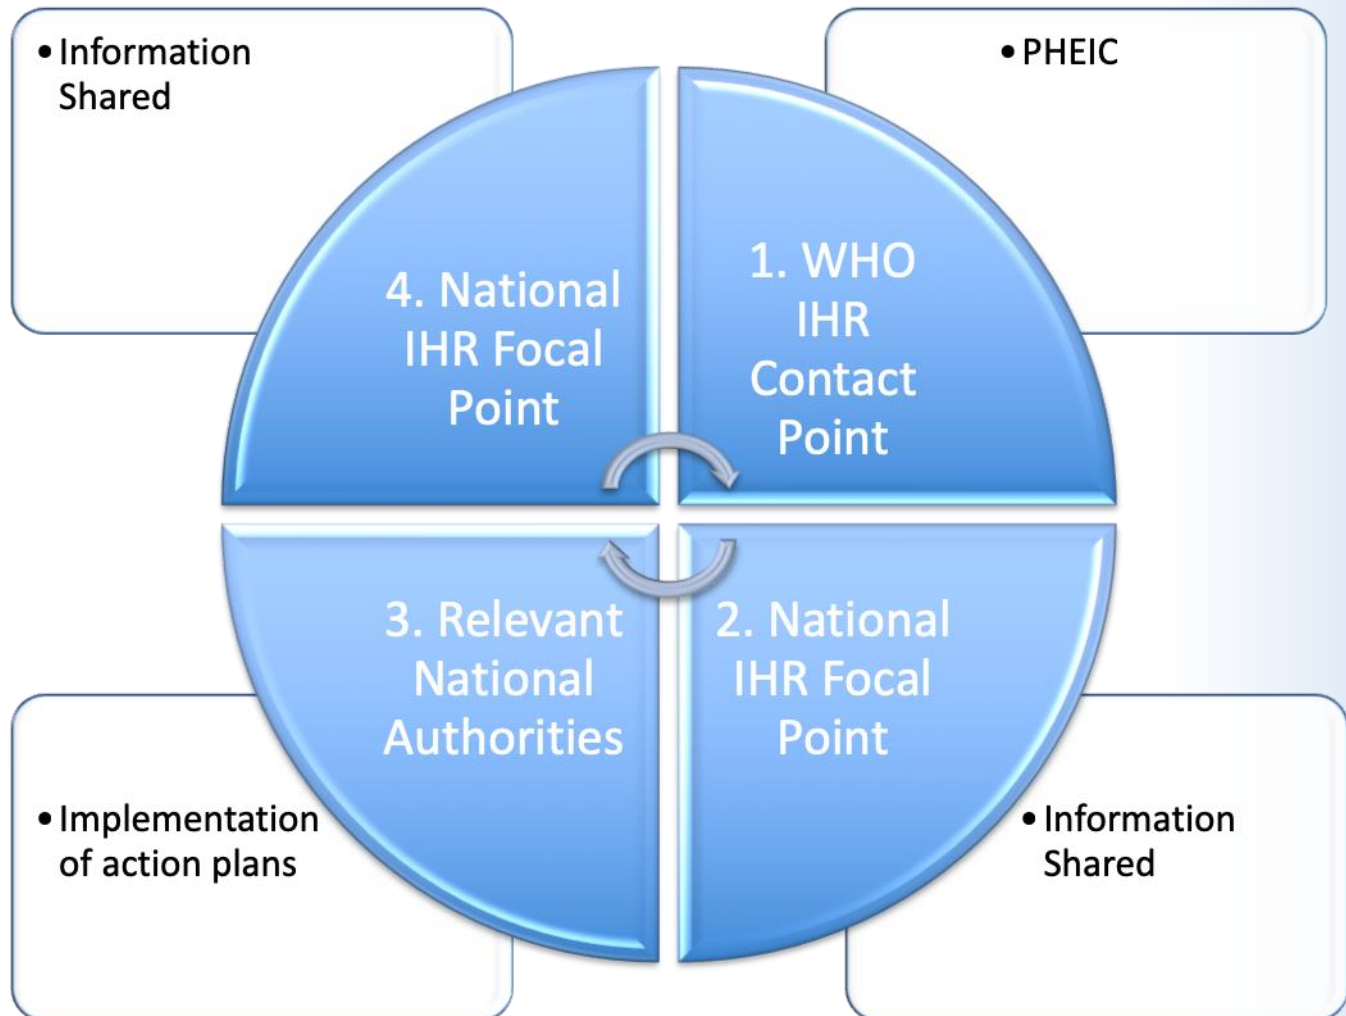 • Information
Shared
• PHEIC
4. National
IHR Focal
Point
1. WHO
IHR
Contact
Point
3. Relevant
National
Authorities
2. National
IHR Focal
Point
• Implementation
of action plans
• Information
Shared